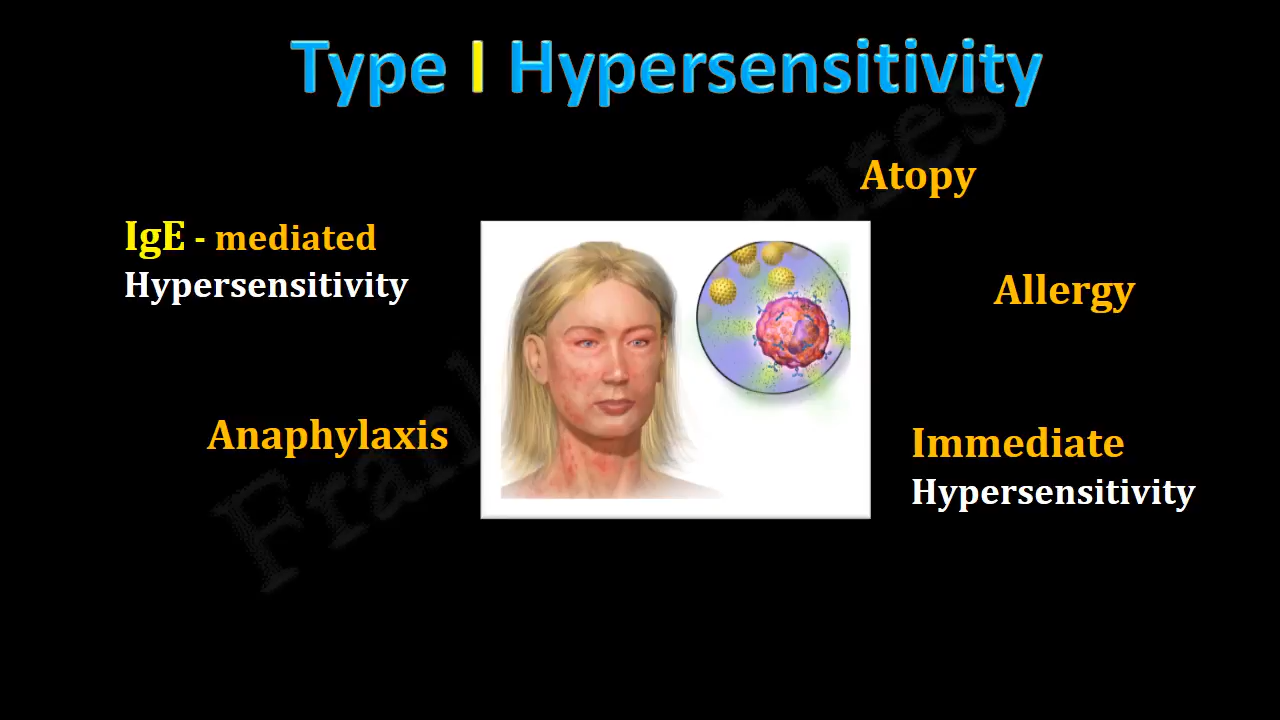 Type I Hypersensitivity
Atopy
IgE - mediated
Hypersensitivity
Allergy
Anaphylaxis
Immediate
Hypersensitivity